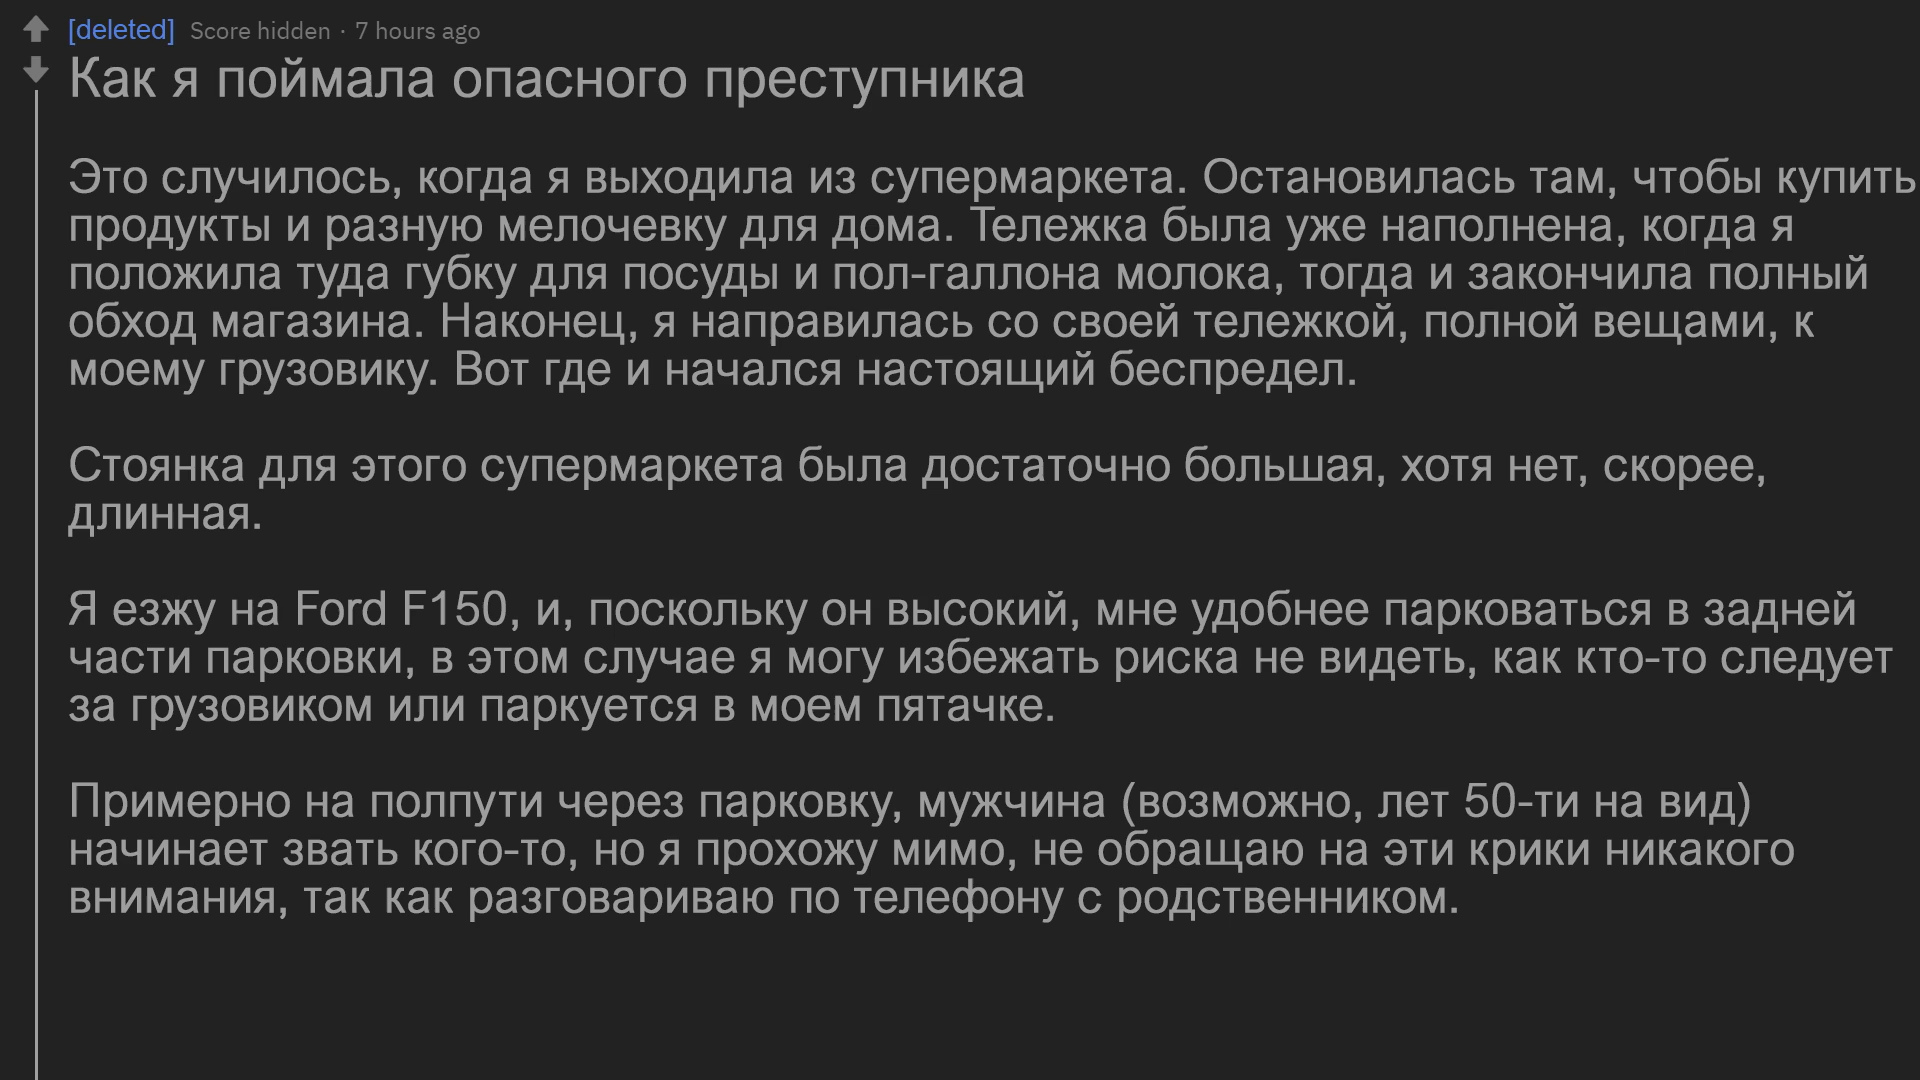 [deleted] Score hidden · 7 hours ago
Как я поймала опасного преступника
Это случилось, когда я выходила из супермаркета. Остановилась там, чтобы купить
продукты и разную мелочевку для дома. Тележка была уже наполнена, когда я
положила туда губку для посуды и пол-галлона молока, тогда и закончила полный
обход магазина. Наконец, я направилась со своей тележкой, полной вещами, к
моему грузовику. Вот где и начался настоящий беспредел.
Стоянка для этого супермаркета была достаточно большая, хотя нет, скорее,
длинная.
Я езжу на Ford F150, и, поскольку он высокий, мне удобнее парковаться в задней
части парковки, в этом случае я могу избежать риска не видеть, как кто-то следует
за грузовиком или паркуется в моем пятачке.
Примерно на полпути через парковку, мужчина (возможно, лет 50-ти на вид)
начинает звать кого-то, но я прохожу мимо, не обращаю на эти крики никакого
внимания, так как разговариваю по телефону с родственником.